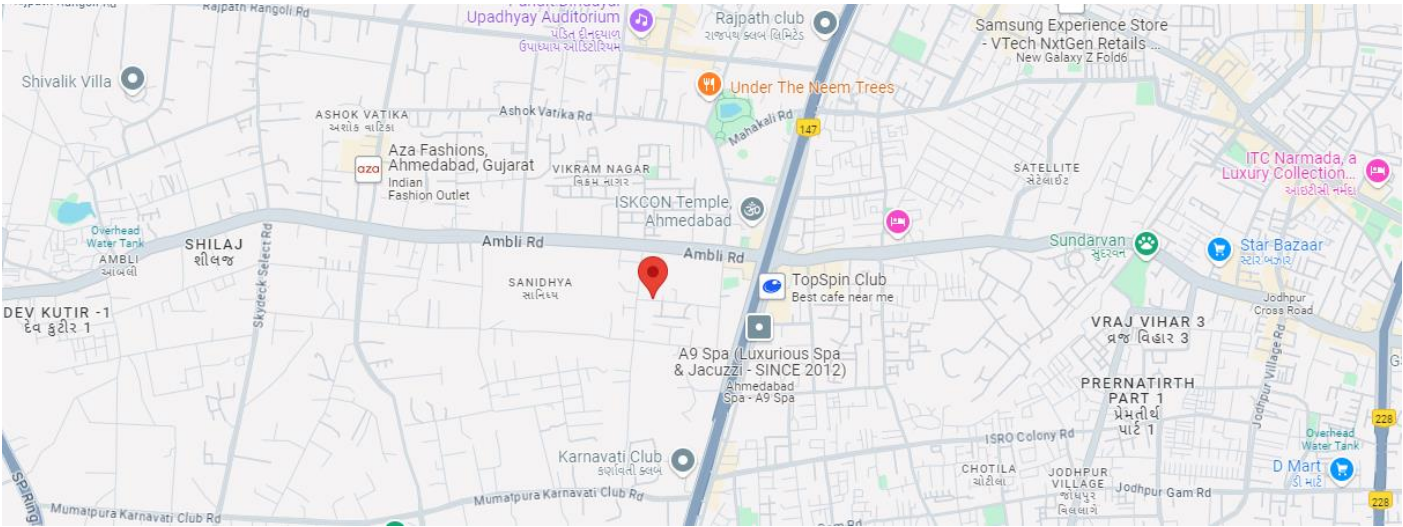 Rajpath Rangoli Rd
Rajpath Rangoli Rd
Upadhyay Auditorium
પંડિત દીનદયાળ
ઉપાધ્યાય ઓડિટોરિયમ
Rajpath club
રાજપથ ક્લબ લિમિટેડ
Samsung Experience Store
- VTech NxtGen Retails ...
New Galaxy Z Fold6
Shivalik Villa
Under The Neem Trees
ASHOK VATIKA
અશોક વાટિકા
Ashok Vatika Rd
Mahakali Rd
147
aza
Aza Fashions,
Ahmedabad, Gujarat
Indian
Fashion Outlet
VIKRAM NAGAR
વિક્રમ નગર
SATELLITE
સેટેલાઈટ
ITC Narmada, a
Luxury Collection...
આઇટીસી નર્મદા
ISKCON Temple,
Ahmedabad
Overhead
Water Tank
AMBLI
આંબલી
SHILAJ
શીલજ
Skydeck Select Rd
Ambli Rd
Ambli Rd
Sundarvan
સુંદરવન
Star Bazaar
સ્ટાર બજાર
SANIDHYA
સાનિધ્ય
TopSpin Club
Best cafe near me
DEV KUTIR -1
દેવ કુટીર 1
Jodhpur
Cross Road
VRAJ VIHAR 3
વ્રજ વિહાર 3
A9 Spa (Luxurious Spa
& Jacuzzi - SINCE 2012)
Ahmedabad
Spa - A9 Spa
Jodhpur Village Rd
PRERNATIRTH
PART 1
પ્રેમતીર્થ
પાર્ટ 1
228
ISRO Colony Rd
Overhead
Water Tank
Karnavati Club
કર્ણાવતી ક્લબ
CHOTILA
ચોટીલા
JODHPUR
VILLAGE
જોધપુર
વિલલાગે
D Mart
ડી માર્ટ
Jodhpur Gam Rd
Mumatpura Karnavati Club Rd
Mumatpura Karnavati Club Rd
228
SP Ring